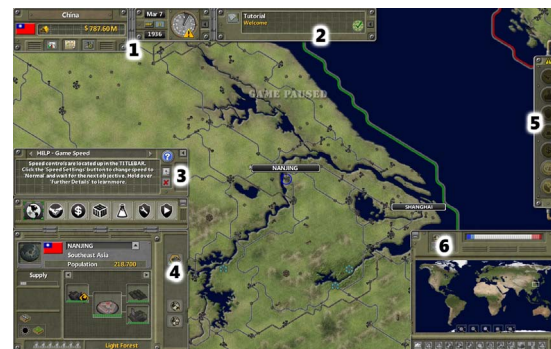 China
$ 787.60 M
Mar 7
1936
Tutorial
Welcome
1
2
GAME PAUSED
5
HELP - Game Speed
Speed controls are located up in the TITLEBAR.
Click the 'Speed Settings' button to change speed to
Normal and wait for the next objective. Hold over
'Further Details' to learn more.
3
NANJING
SHANGHAI
NANJING
Southeast Asia
Population 218,700
4
6
Supply
Light Forest